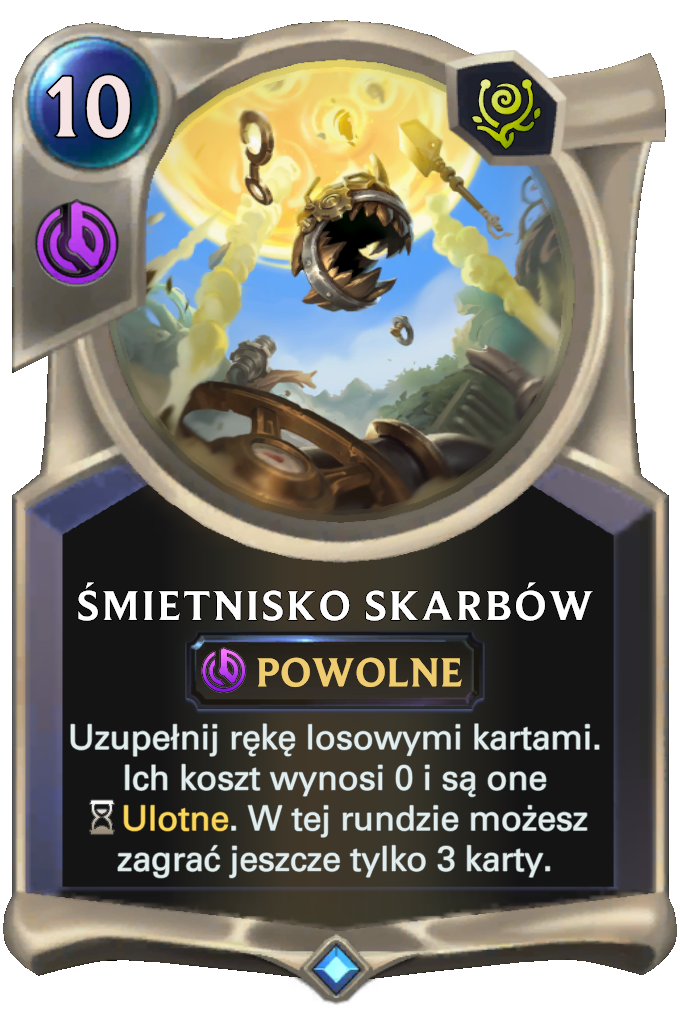 10
ŚMIETNISKO SKARBÓW
POWOLNE
Uzupełnij rękę losowymi kartami.
Ich koszt wynosi 0 i są one
Ulotne. W tej rundzie możesz
zagrać jeszcze tylko 3 karty.